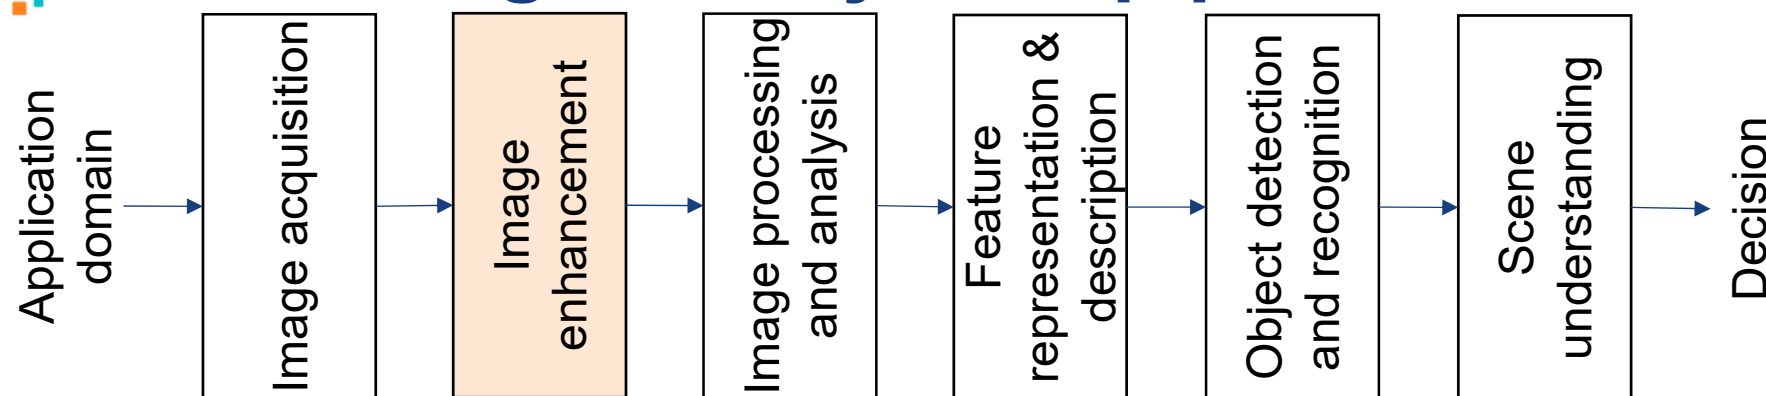 Application
domain
Image acquisition
Image
enhancement
Image processing
and analysis
Feature
representation &
description
Object detection
and recognition
Scene
understanding
Decision